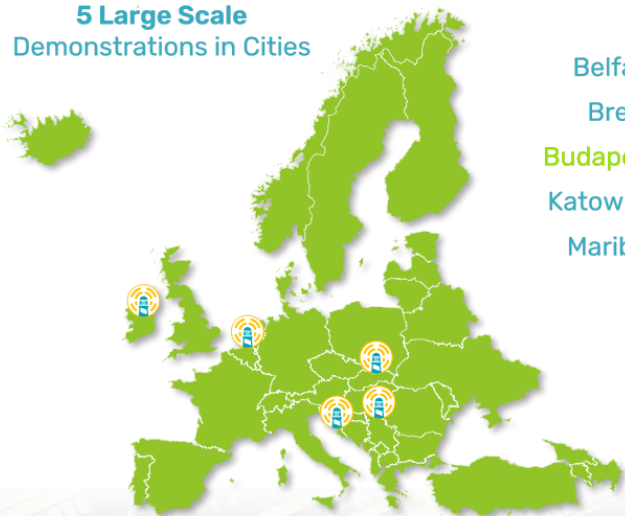 5 Large Scale
Demonstrations in Cities
Belfa
Bre
Budape
Katow
Marib